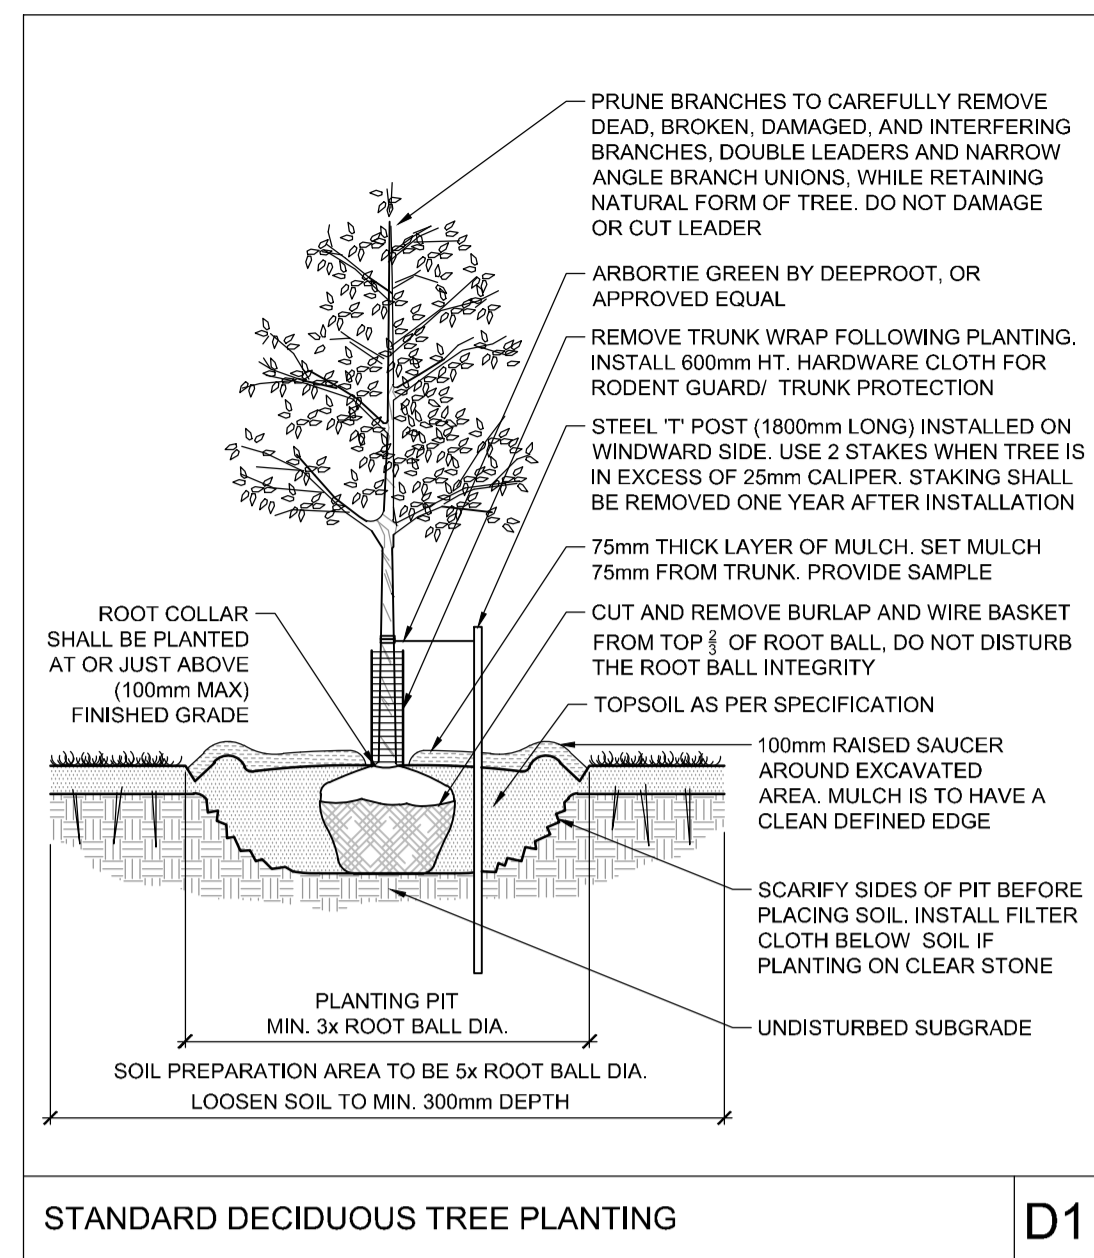 PRUNE BRANCHES TO CAREFULLY REMOVE
DEAD, BROKEN, DAMAGED, AND INTERFERING
BRANCHES, DOUBLE LEADERS AND NARROW
ANGLE BRANCH UNIONS, WHILE RETAINING
NATURAL FORM OF TREE. DO NOT DAMAGE
OR CUT LEADER
ARBORTIE GREEN BY DEEPROOT, OR
APPROVED EQUAL
REMOVE TRUNK WRAP FOLLOWING PLANTING.
INSTALL 600mm HT. HARDWARE CLOTH FOR
RODENT GUARD/ TRUNK PROTECTION
STEEL 'T' POST (1800mm LONG) INSTALLED ON
WINDWARD SIDE. USE 2 STAKES WHEN TREE IS
IN EXCESS OF 25mm CALIPER. STAKING SHALL
BE REMOVED ONE YEAR AFTER INSTALLATION
75mm THICK LAYER OF MULCH. SET MULCH
75mm FROM TRUNK. PROVIDE SAMPLE
CUT AND REMOVE BURLAP AND WIRE BASKET
FROM TOP 2/3 OF ROOT BALL, DO NOT DISTURB
THE ROOT BALL INTEGRITY
ROOT COLLAR
SHALL BE PLANTED
AT OR JUST ABOVE
(100mm MAX)
FINISHED GRADE
TOPSOIL AS PER SPECIFICATION
100mm RAISED SAUCER
AROUND EXCAVATED
AREA. MULCH IS TO HAVE A
CLEAN DEFINED EDGE
SCARIFY SIDES OF PIT BEFORE
PLACING SOIL. INSTALL FILTER
CLOTH BELOW SOIL IF
PLANTING ON CLEAR STONE
UNDISTURBED SUBGRADE
PLANTING PIT
MIN. 3x ROOT BALL DIA.
SOIL PREPARATION AREA TO BE 5x ROOT BALL DIA.
LOOSEN SOIL TO MIN. 300mm DEPTH
STANDARD DECIDUOUS TREE PLANTING
D1